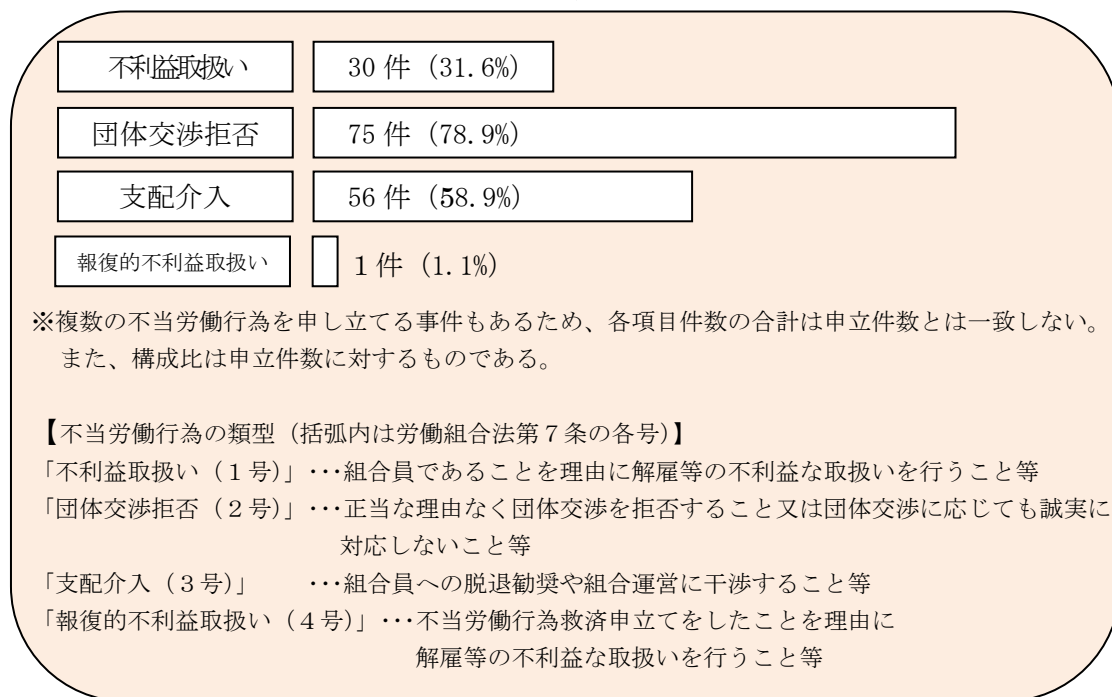 不利益取扱い 30 件 (31.6%)
団体交渉拒否 75 件 (78.9%)
支配介入 56 件 (58.9%)
報復的不利益取扱い 1 件 (1.1%)
※複数の不当労働行為を申し立てる事件もあるため、各項目件数の合計は申立件数とは一致しない。
また、構成比は申立件数に対するものである。
【不当労働行為の類型（括弧内は労働組合法第７条の各号）】
「不利益取扱い（１号）」･･･組合員であることを理由に解雇等の不利益な取扱いを行うこと等
「団体交渉拒否（２号）」･･･正当な理由なく団体交渉を拒否すること又は団体交渉に応じても誠実に
対応しないこと等
「支配介入（３号）」　　･･･組合員への脱退勧奨や組合運営に干渉すること等
「報復的不利益取扱い（４号）」･･･不当労働行為救済申立てをしたことを理由に
解雇等の不利益な取扱いを行うこと等